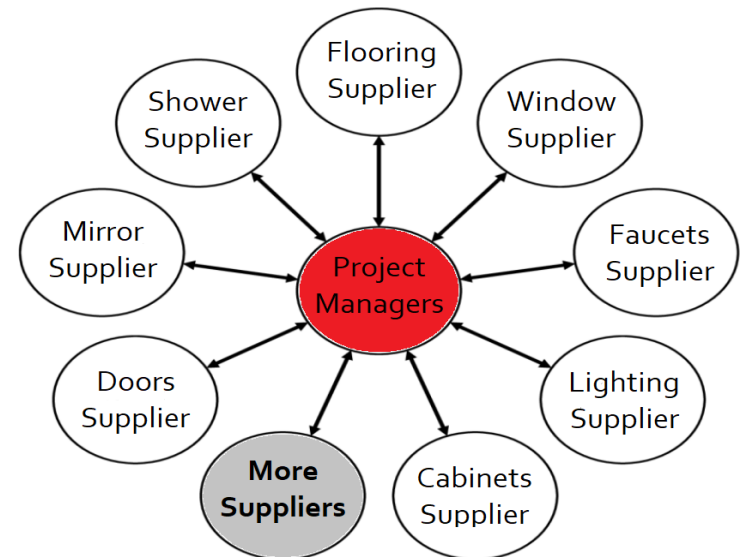 Flooring
Supplier
Shower
Supplier
Window
Supplier
Mirror
Supplier
Project
Managers
Faucets
Supplier
Doors
Supplier
Lighting
Supplier
More
Suppliers
Cabinets
Supplier